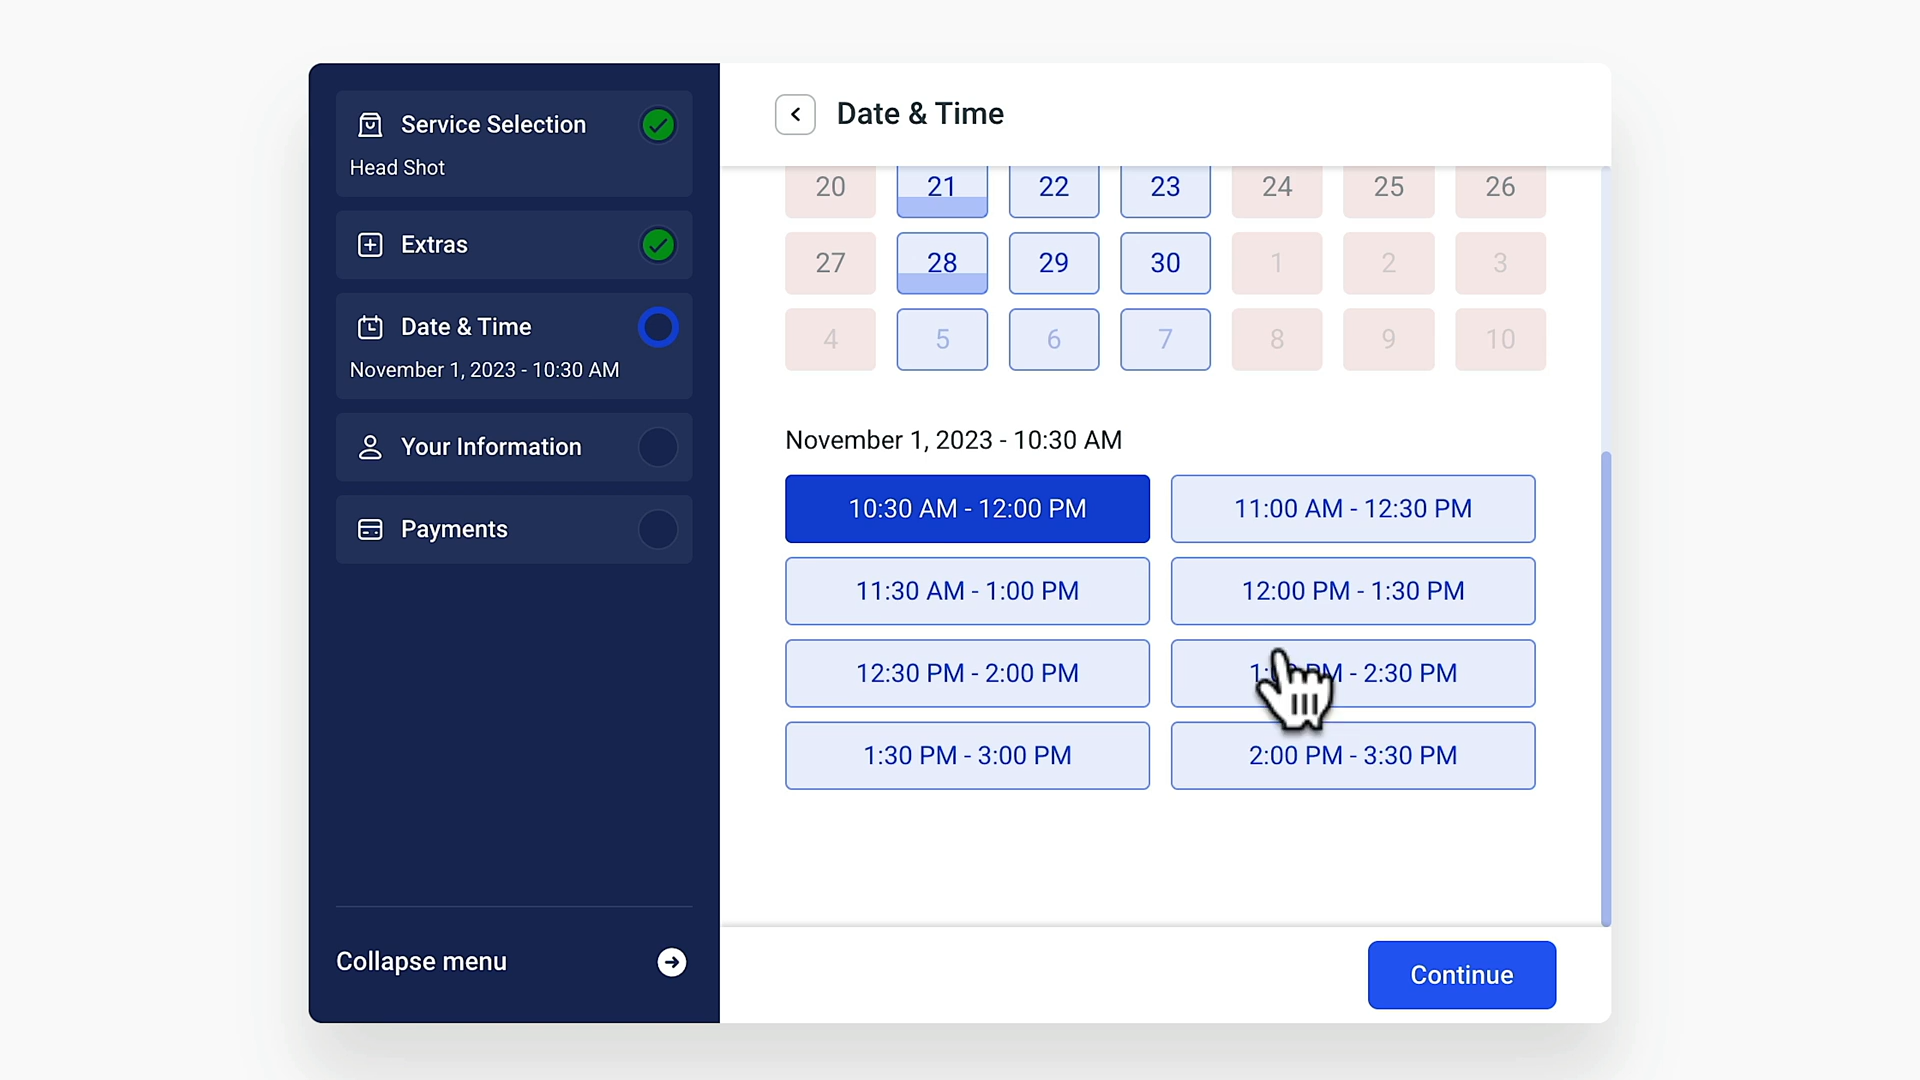 Service Selection
Head Shot
Extras
Date & Time
November 1, 2023 - 10:30 AM
Your Information
Payments
Collapse menu
Date & Time
20 21 22 23 24 25 26
27 28 29 30 1 2 3
4 5 6 7 8 9 10
November 1, 2023 - 10:30 AM
10:30 AM - 12:00 PM
11:00 AM - 12:30 PM
11:30 AM - 1:00 PM
12:00 PM - 1:30 PM
12:30 PM - 2:00 PM
PM - 2:30 PM
1:30 PM - 3:00 PM
2:00 PM - 3:30 PM
Continue